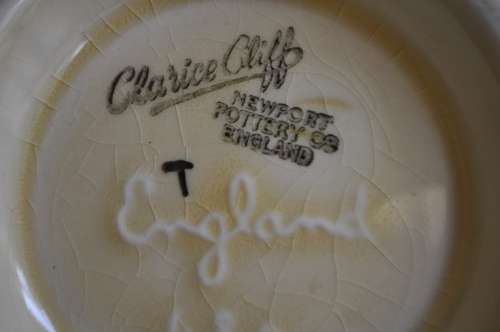 Clarice Cliff
NEWPORT
POTTERY CO
ENGLAND
T
England